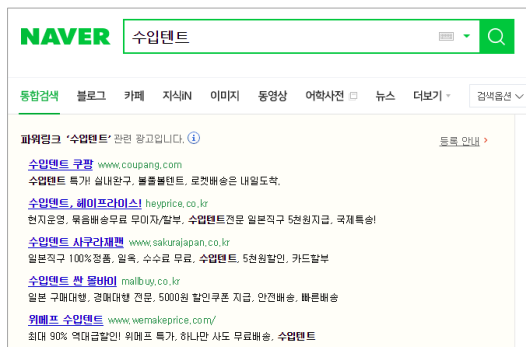 NAVER 수입텐트
통합검색 블로그 카페 지식iN 이미지 동영상 어학사전 뉴스 더보기 검색옵션
파워링크 '수입텐트' 관련 광고입니다. 등록 안내
수입텐트 쿠팡 www.coupang.com
수입텐트 특가! 실내완구, 볼풀볼텐트, 로켓배송은 내일도착.
수입텐트, 헤이프라이스! heyprice.co.kr
현지운영, 묶음배송무료 무이자/할부, 수입텐트전문 일본직구 5천원지급, 국제특송!
수입텐트 사쿠라재팬 www.sakurajapan.co.kr
일본직구 100%정품, 일옥, 수수료 무료, 수입텐트, 5천원할인, 카드할부
수입텐트 싼 몰바이 mallbuy.co.kr
일본 구매대행, 경매대행 전문, 5000원 할인쿠폰 지급, 안전배송, 빠른배송
위메프 수입텐트 www.wemakeprice.com/
최대 90% 역대급할인! 위메프 특가, 하나만 사도 무료배송, 수입텐트